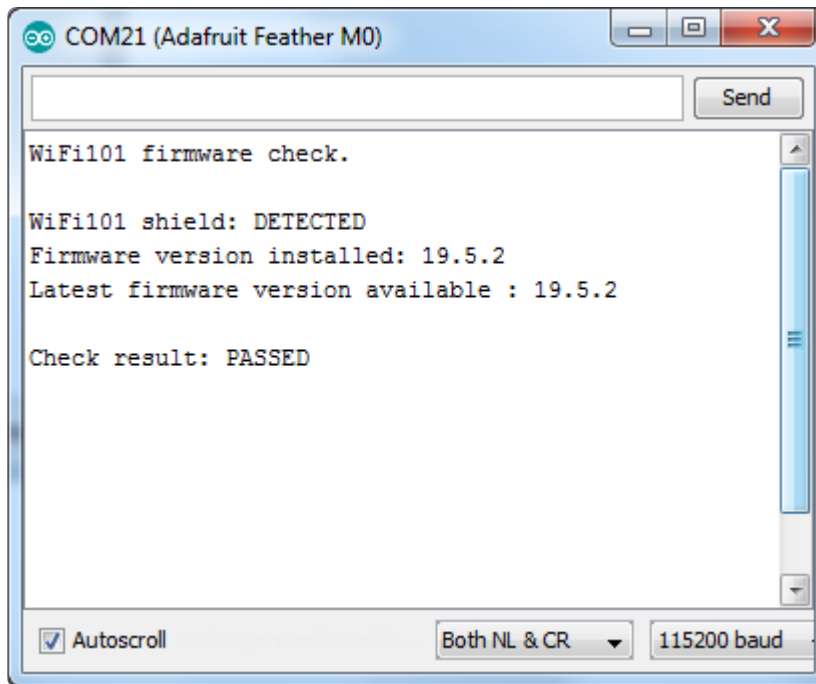 COM21 (Adafruit Feather M0)
Send
WiFi101 firmware check.
WiFi101 shield: DETECTED
Firmware version installed: 19.5.2
Latest firmware version available : 19.5.2
Check result: PASSED
Autoscroll
Both NL & CR
115200 baud